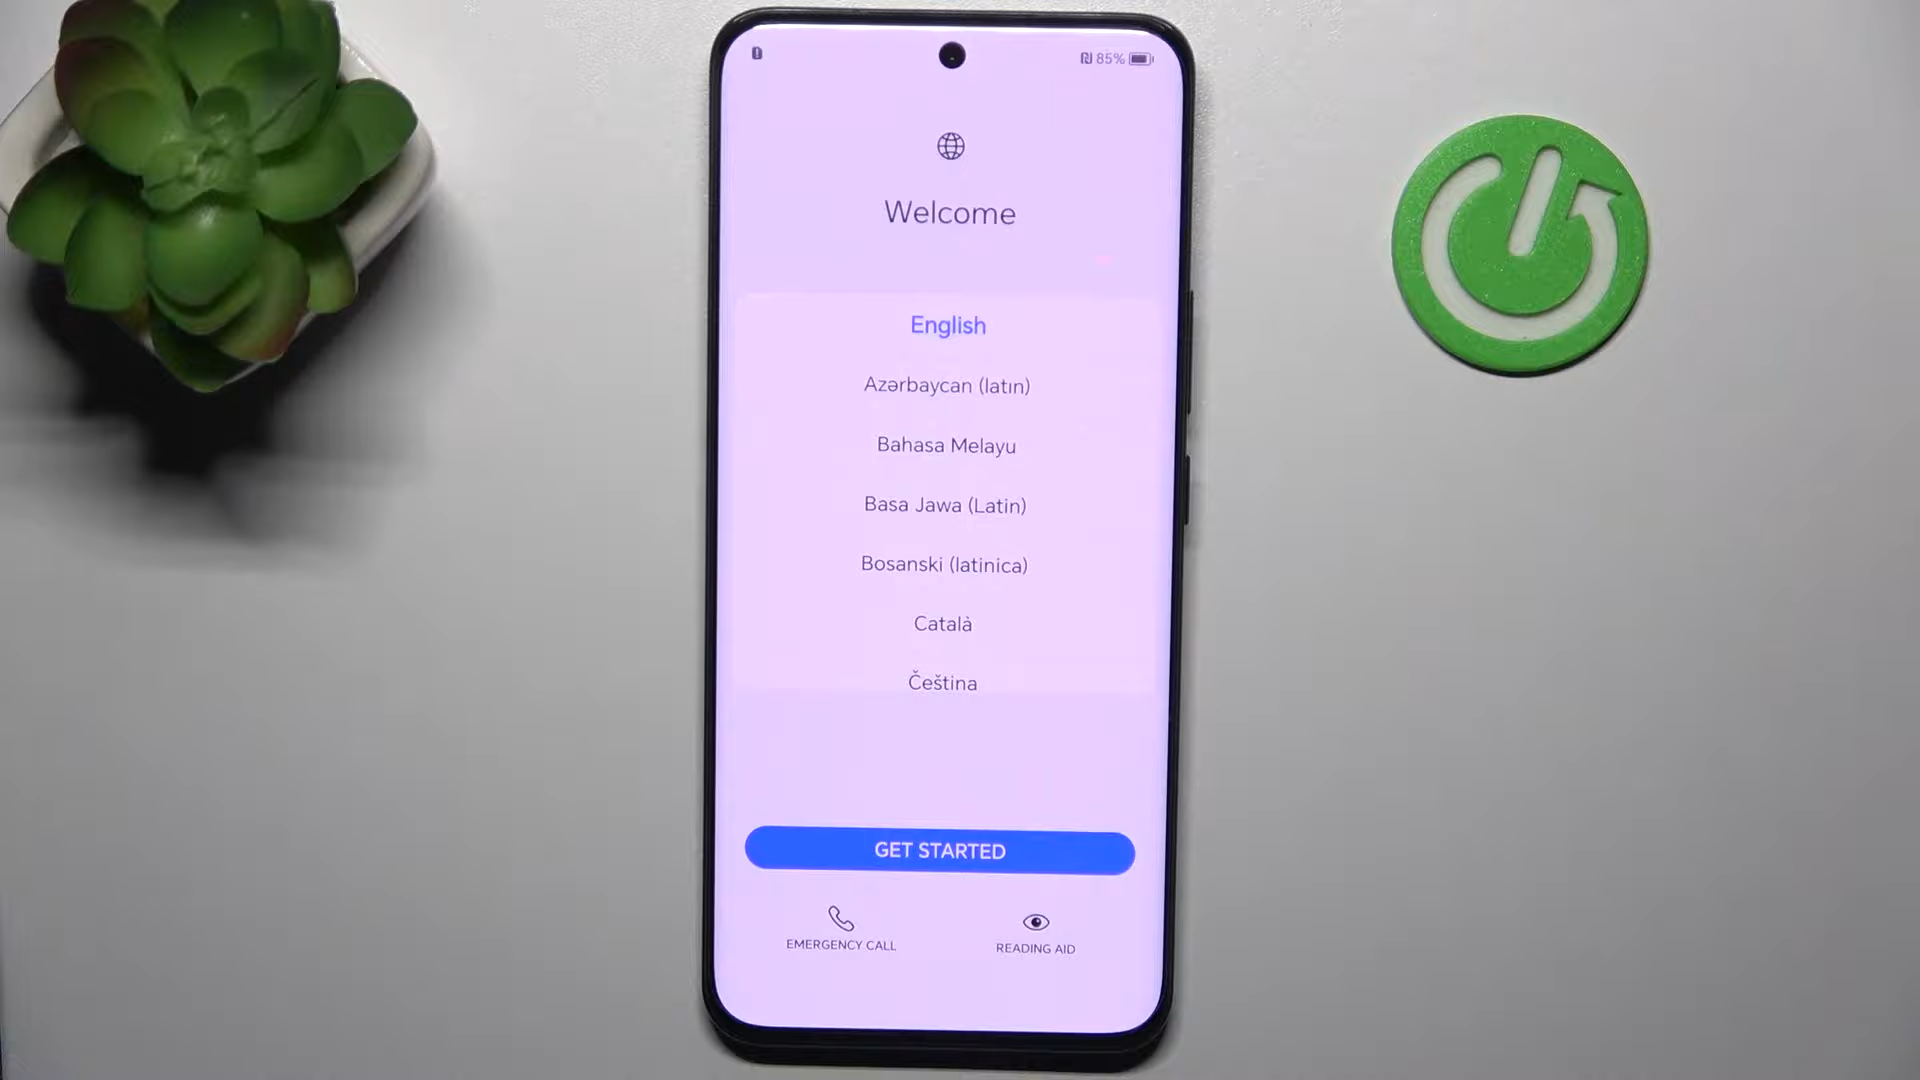 85%
Welcome
English
Azərbaycan (latın)
Bahasa Melayu
Basa Jawa (Latin)
Bosanski (latinica)
Català
Čeština
GET STARTED
EMERGENCY CALL
READING AID